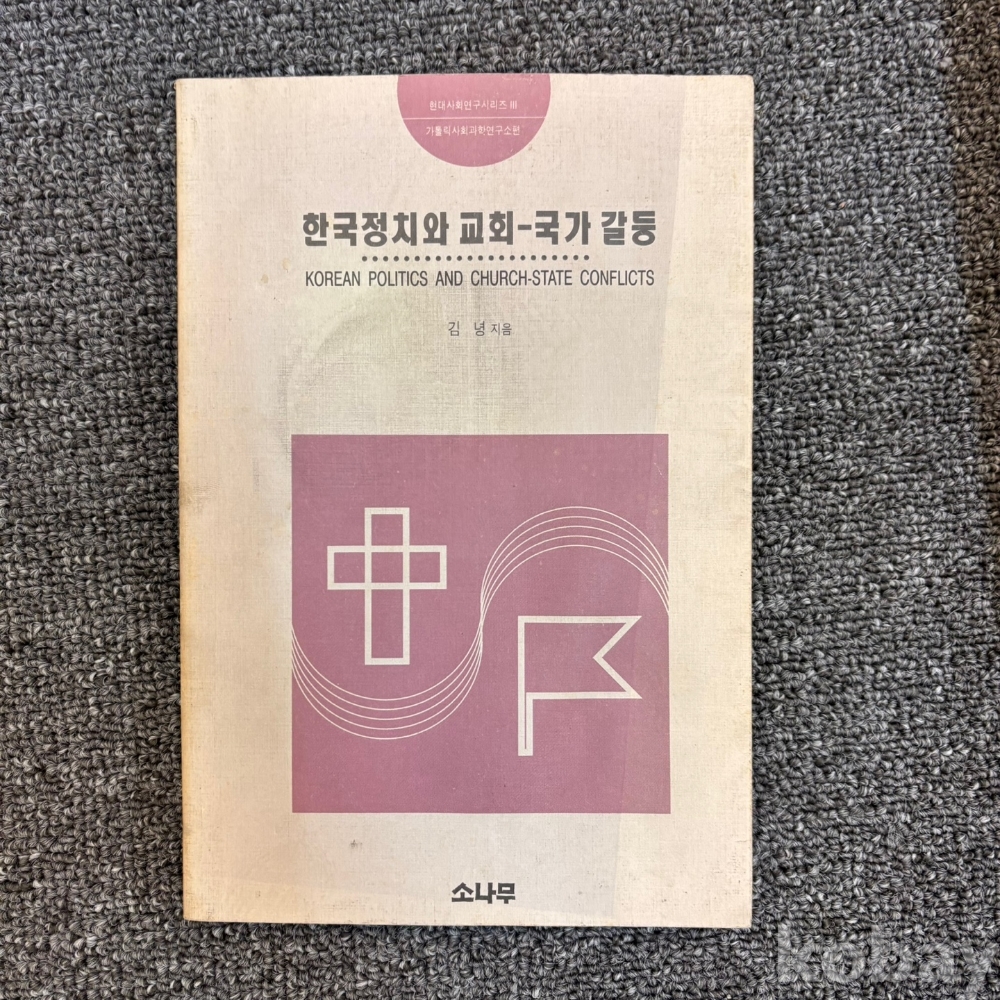 현대사회연구시리즈 III
가톨릭사회과학연구소편
한국정치와 교회-국가 갈등
KOREAN POLITICS AND CHURCH-STATE CONFLICTS
김 녕 지음
소나무
kobay